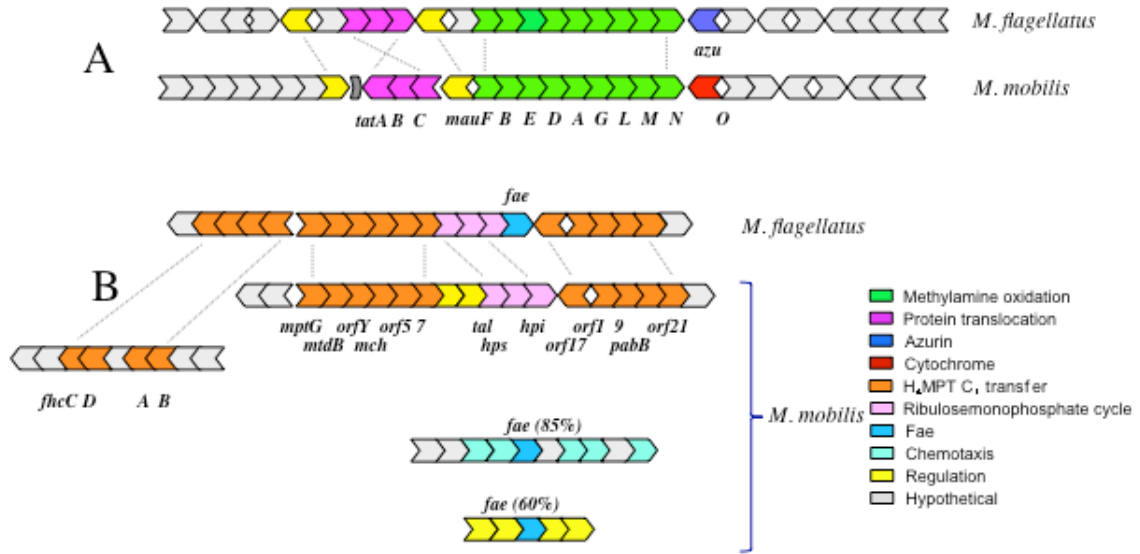 M. flagellatus
A
azu
M. mobilis
tatA B C mauF B E D A G L M N O
fae
M. flagellatus
B
mptG orfY orf5 7 tal hpi orf1 9 orf21
mtdB mch hps orf17 pabB
fhcC D A B
fae (85%)
fae (60%)
M. mobilis
Methylamine oxidation
Protein translocation
Azurin
Cytochrome
H₄MPT C₁ transfer
Ribulosemonophosphate cycle
Fae
Chemotaxis
Regulation
Hypothetical